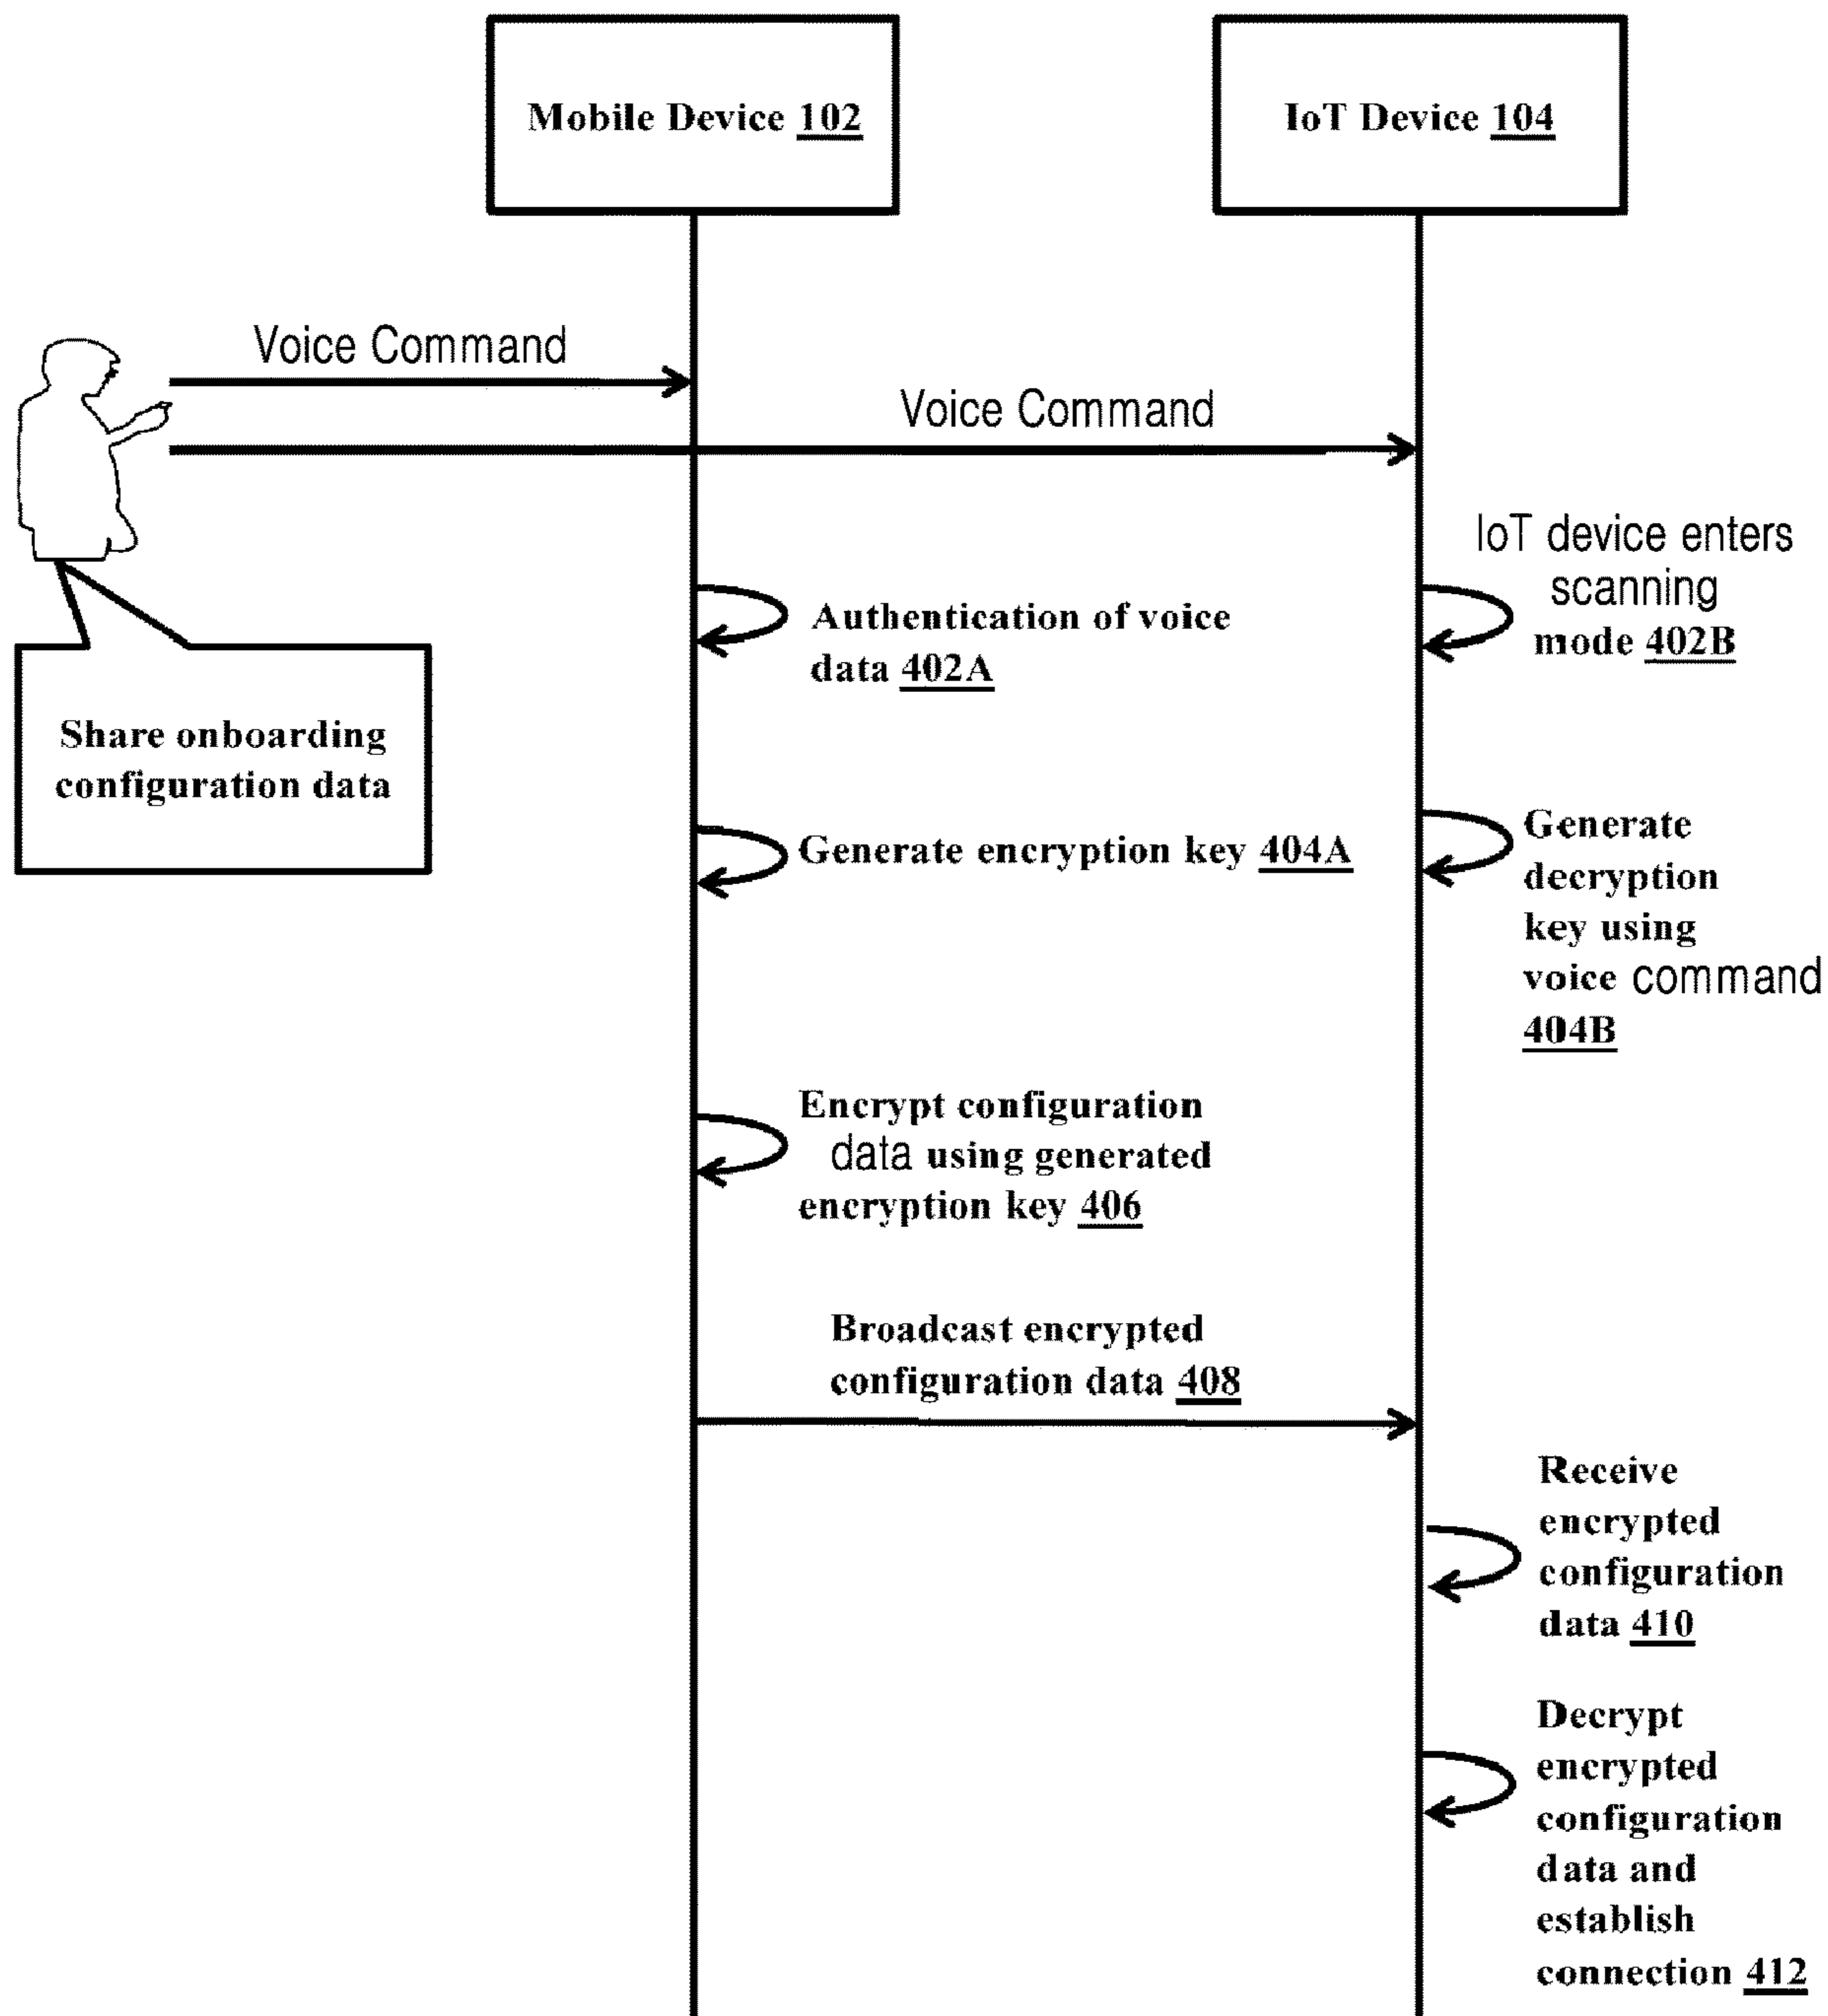 Mobile Device 102
IoT Device 104
Voice Command
Voice Command
IoT device enters
scanning
mode 402B
Authentication of voice
data 402A
Share onboarding
configuration data
Generate encryption key 404A
Generate
decryption
key using
voice command
404B
Encrypt configuration
data using generated
encryption key 406
Broadcast encrypted
configuration data 408
Receive
encrypted
configuration
data 410
Decrypt
encrypted
configuration
data and
establish
connection 412